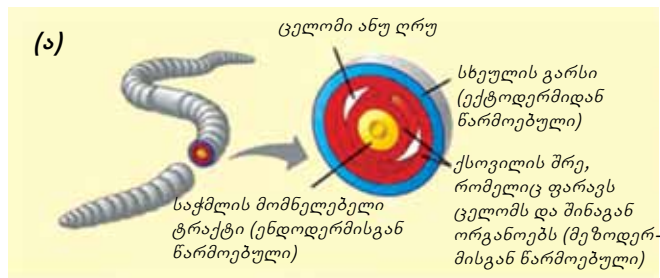 (ა)
ცელომი ანუ ღრუ
სხეულის გარსი
(ექტოდერმიდან
წარმოებული)
ქსოვილის შრე,
რომელიც ფარავს
ცელომს და შინაგან
ორგანოებს (მეზოდერ-
მისგან წარმოებული)
საჭმლის მომნელებელი
ტრაქტი (ენდოდერმისგან
წარმოებული)